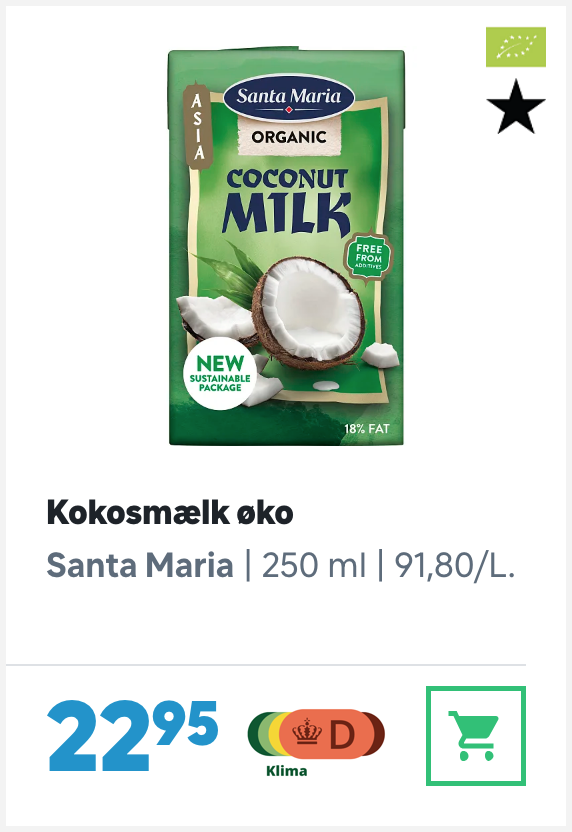 Santa Maria
ASIA
ORGANIC
COCONUT
MILK
FREE
FROM
ADDITIVES
NEW
SUSTAINABLE
PACKAGE
18% FAT
Kokosmælk øko
Santa Maria | 250 ml | 91,80/L.
2295
D
Klima